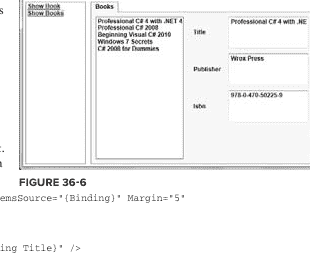 s
Show Book
Show Books
Books
Professional C# 4 with .NET 4
Professional C# 2008
Beginning Visual C# 2010
Windows 7 Secrets
C# 2008 for Dummies
Title
Professional C# 4 with .NE
Publisher
Wrox Press
Isbn
978-0-470-50225-9
FIGURE 36-6
emsSource="{Binding}" Margin="5"
ing Title}" />